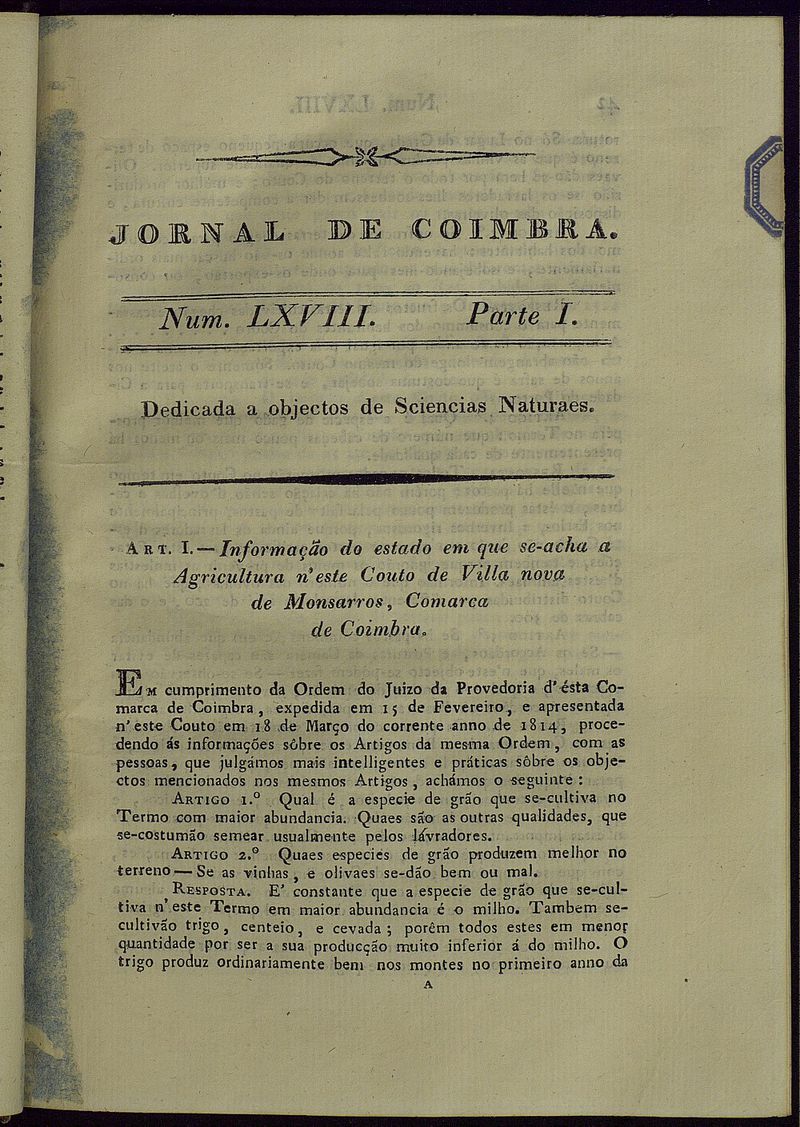 JORNAL DE COIMBRA.
Num. LXVIII. Parte I.
Dedicada a objectos de Sciencias Naturaes.
ART. I.—Informação do estado em que se-acha a
Agricultura n'este Couto de Villa nova
de Monsarros, Comarca
de Coimbra.
EM cumprimento da Ordem do Juizo da Provedoria d'ésta Co-
marca de Coimbra, expedida em 15 de Fevereiro, e apresentada
n'este Couto em 18 de Março do corrente anno de 1814, proce-
dendo ás informações sôbre os Artigos da mesma Ordem, com as
pessoas, que julgámos mais intelligentes e práticas sôbre os obje-
ctos mencionados nos mesmos Artigos, achámos o seguinte:
ARTIGO 1.º Qual é a especie de grão que se-cultiva no
Termo com maior abundancia. Quaes são as outras qualidades, que
se-costumão semear usualmente pelos lávradores.
ARTIGO 2.º Quaes especies de grão produzem melhor no
terreno — Se as vinhas, e olivaes se-dão bem ou mal.
RESPOSTA. E' constante que a especie de grão que se-cul-
tiva n'este Termo em maior abundancia é o milho. Tambem se-
cultivão trigo, centeio, e cevada; porêm todos estes em menor
quantidade por ser a sua producção muito inferior á do milho. O
trigo produz ordinariamente bem nos montes no primeiro anno da
A